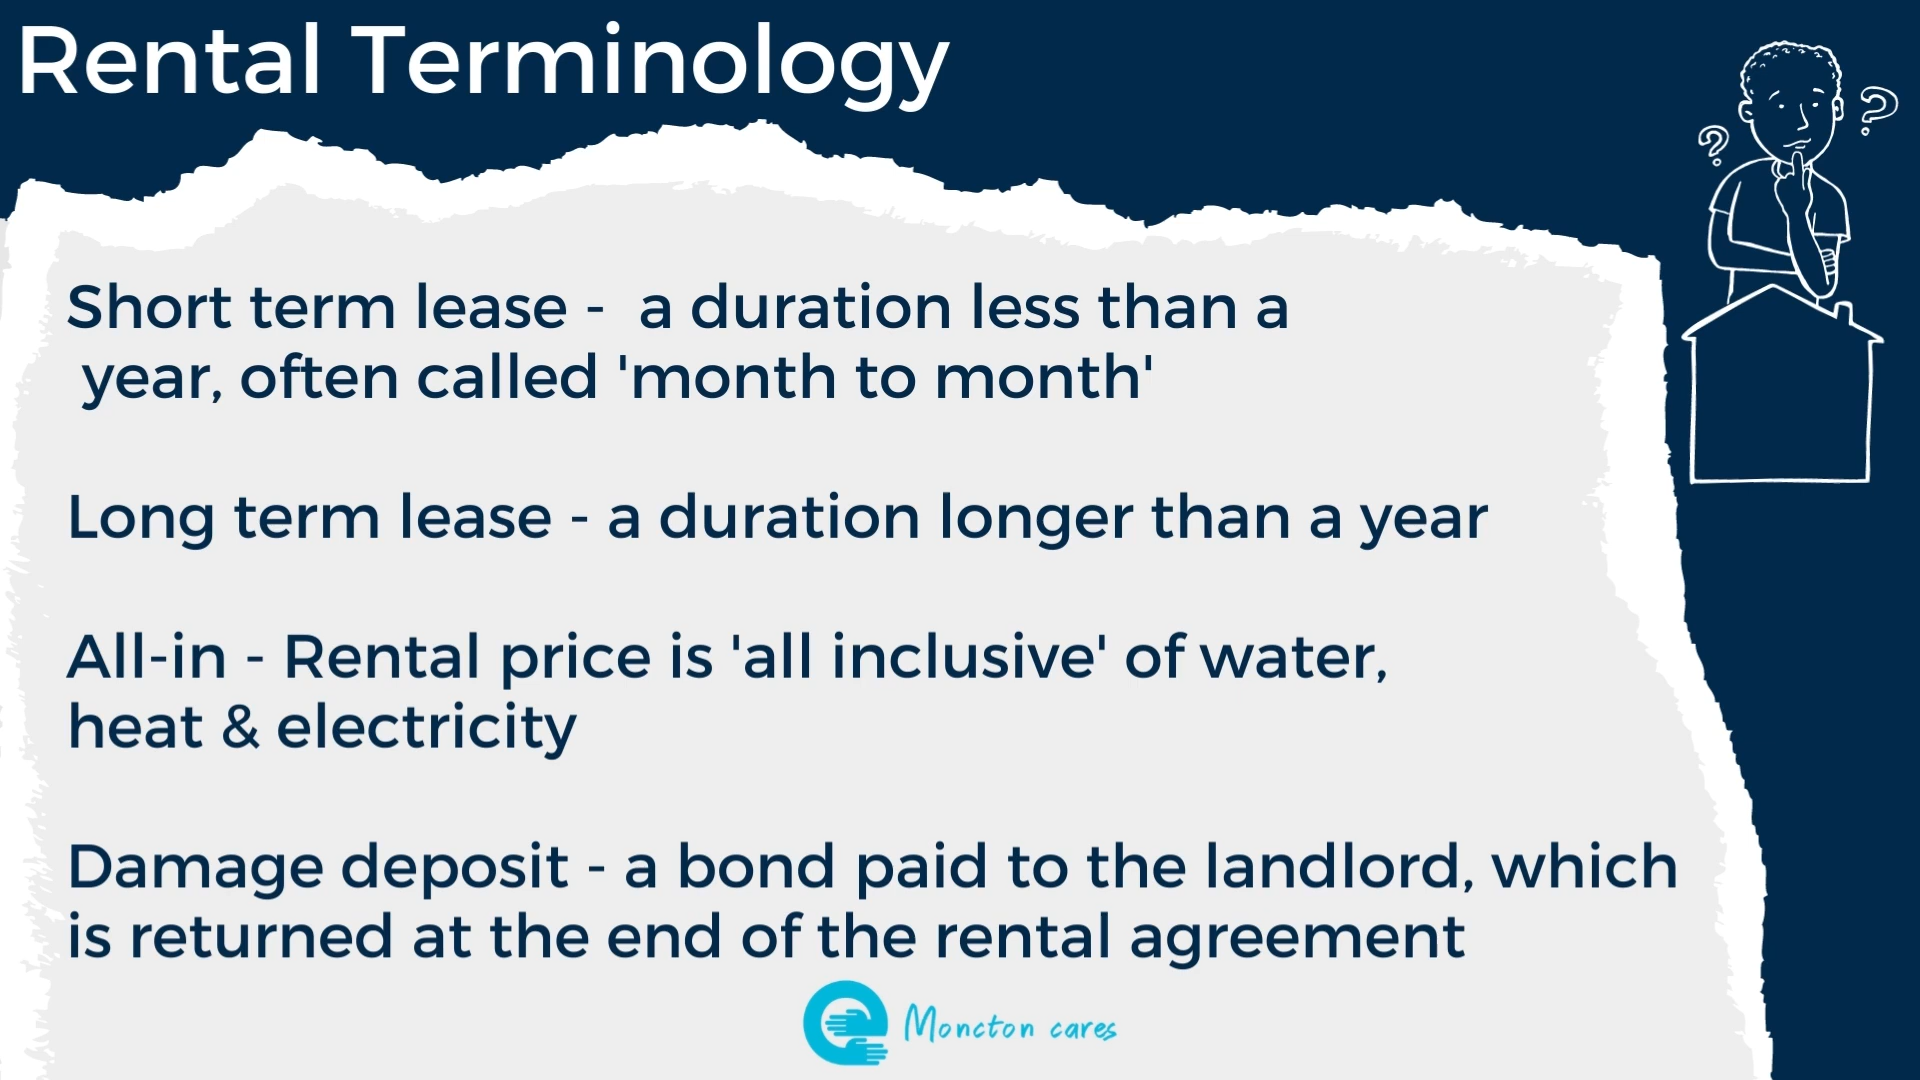 Rental Terminology
? ?
Short term lease - a duration less than a
year, often called 'month to month'
Long term lease - a duration longer than a year
All-in - Rental price is 'all inclusive' of water,
heat & electricity
Damage deposit - a bond paid to the landlord, which
is returned at the end of the rental agreement
Moncton cares